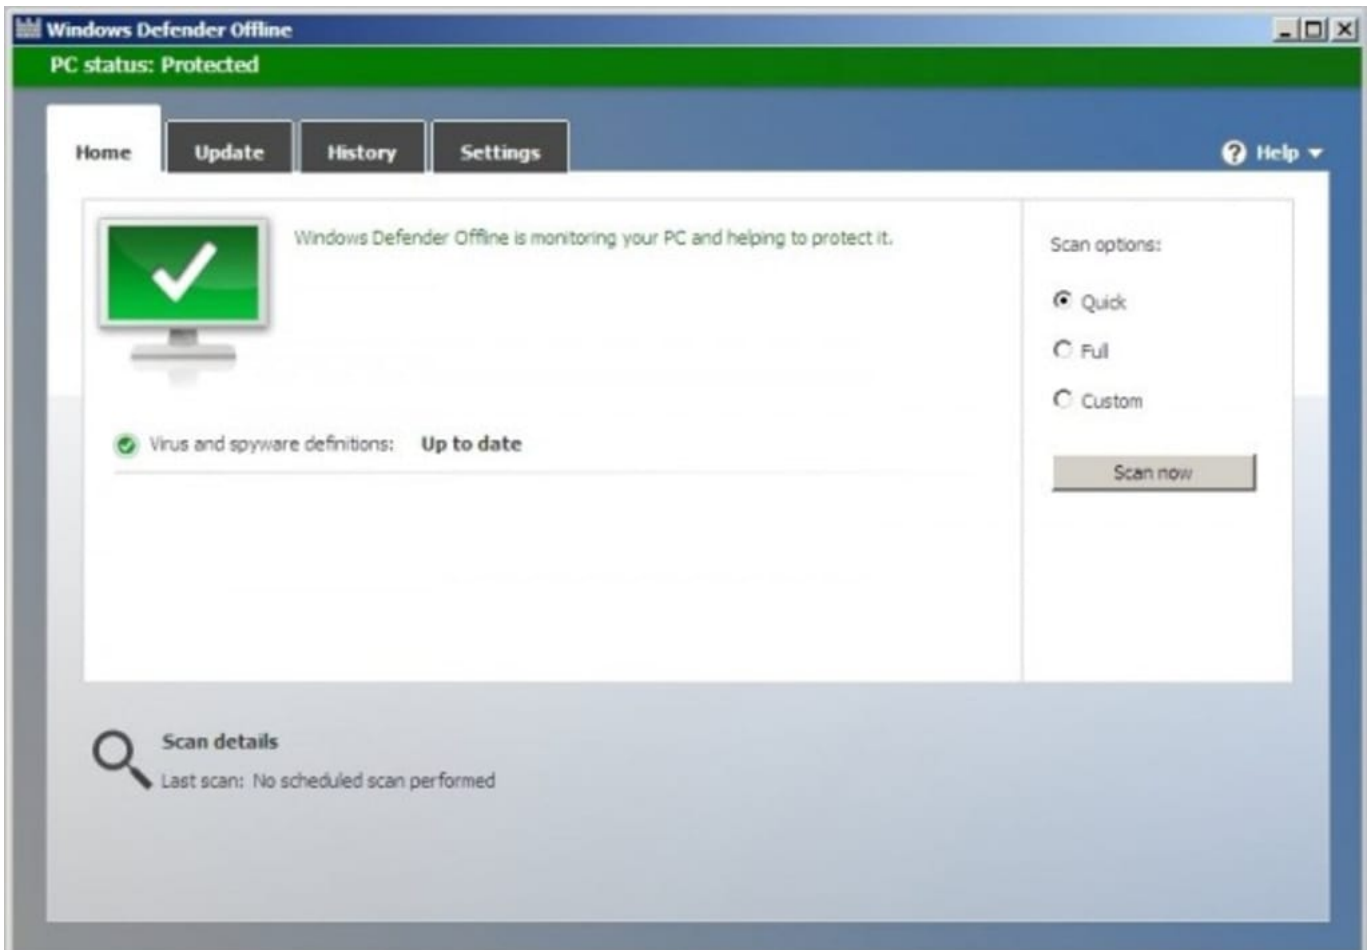 Windows Defender Offline
PC status: Protected
Home Update History Settings Help
Windows Defender Offline is monitoring your PC and helping to protect it.
Virus and spyware definitions: Up to date
Scan options:
Quick
Full
Custom
Scan now
Scan details
Last scan: No scheduled scan performed